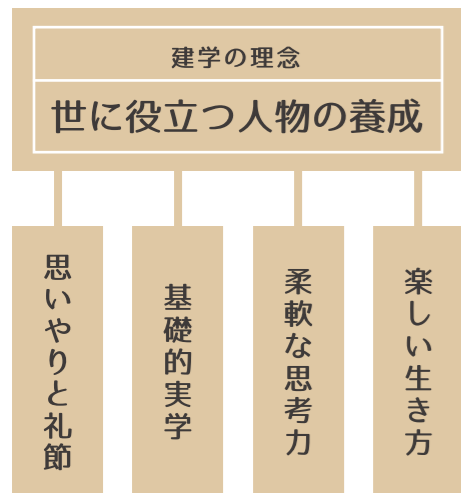 建学の理念
世に役立つ人物の養成
思いやりと礼節
基礎的実学
柔軟な思考力
楽しい生き方